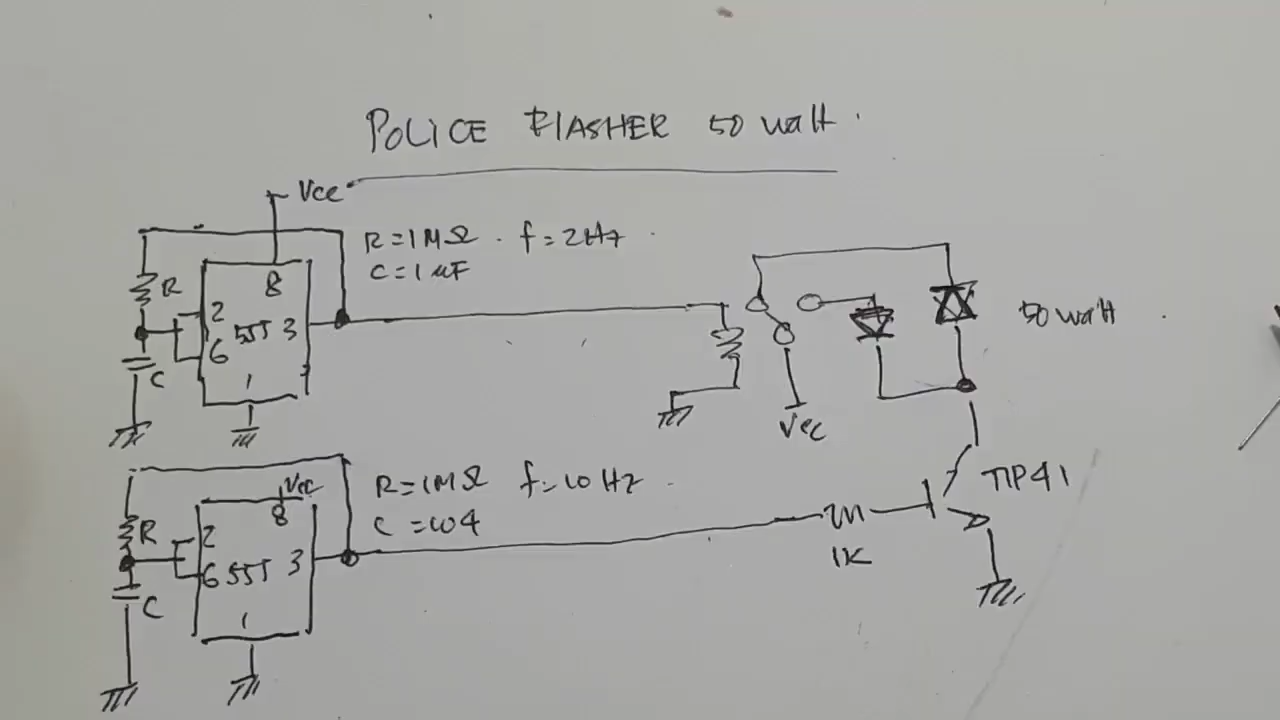 POLICE FLASHER 50 watt.
Vcc
R=1MΩ. f=2Hz
C=1uF
R
8
2
555 3
6
C
1
50 watt
Vcc
R=1MΩ f=10 Hz
C=104
Vcc
8
R
2
6 555 3
C
1
TIP41
1K